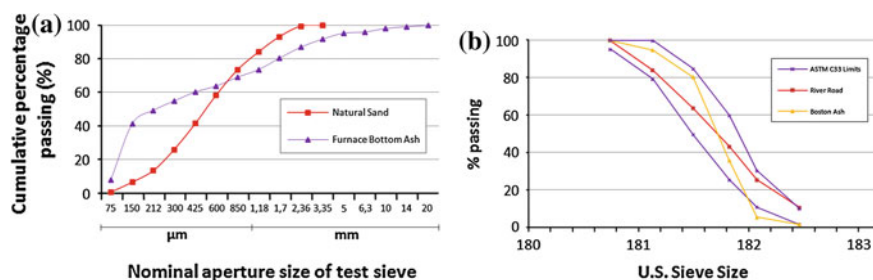 (a)
Cumulative percentage
passing (%)
100
80
60
40
20
0
Natural Sand
Furnace Bottom Ash
75 150 212 300 425 600 850 1,18 1,7 2,36 3,35 5 6,3 10 14 20
μm mm
Nominal aperture size of test sieve
(b)
% passing
100
80
60
40
20
0
ASTM C33 Limits
River Road
Boston Ash
180 181 182 183
U.S. Sieve Size